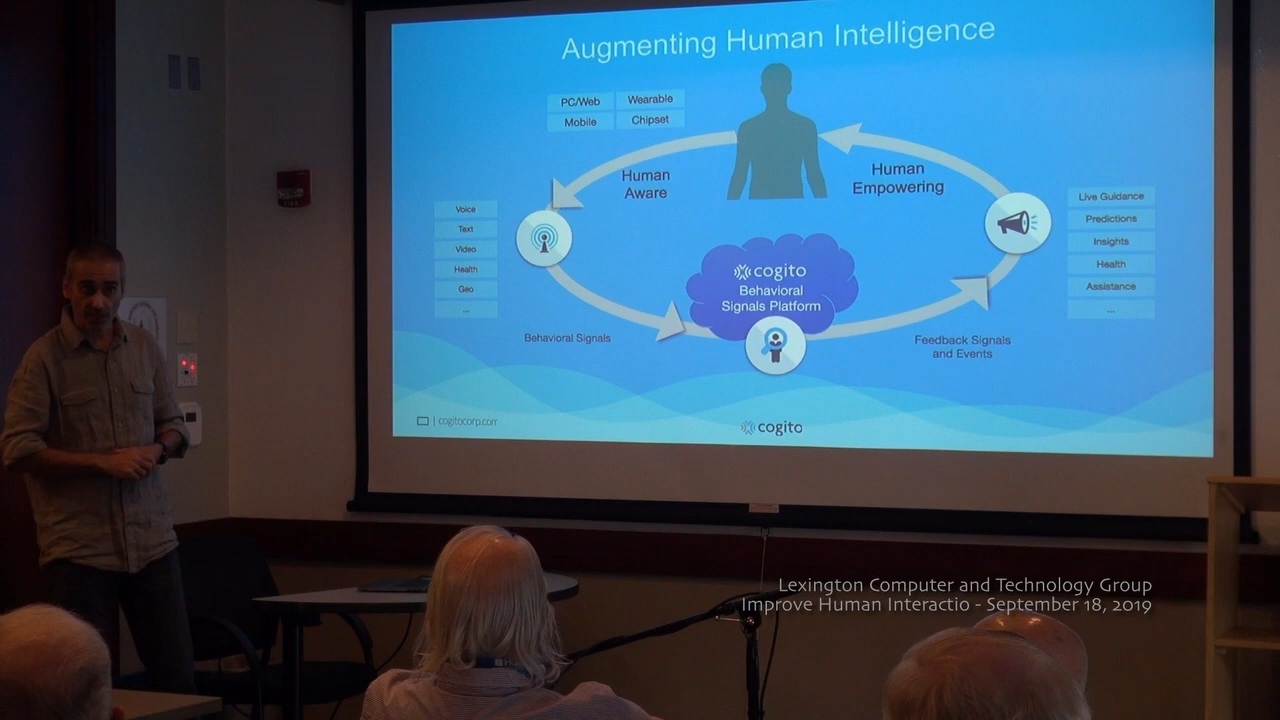 Augmenting Human Intelligence
PC/Web
Wearable
Mobile
Chipset
Human
Aware
Human
Empowering
Voice
Text
Video
Health
Geo
...
Live Guidance
Predictions
Insights
Health
Assistance
...
cogito
Behavioral
Signals Platform
Behavioral Signals
Feedback Signals
and Events
| cogitocorp.com
cogito
Lexington Computer and Technology Group
Improve Human Interactio - September 18, 2019